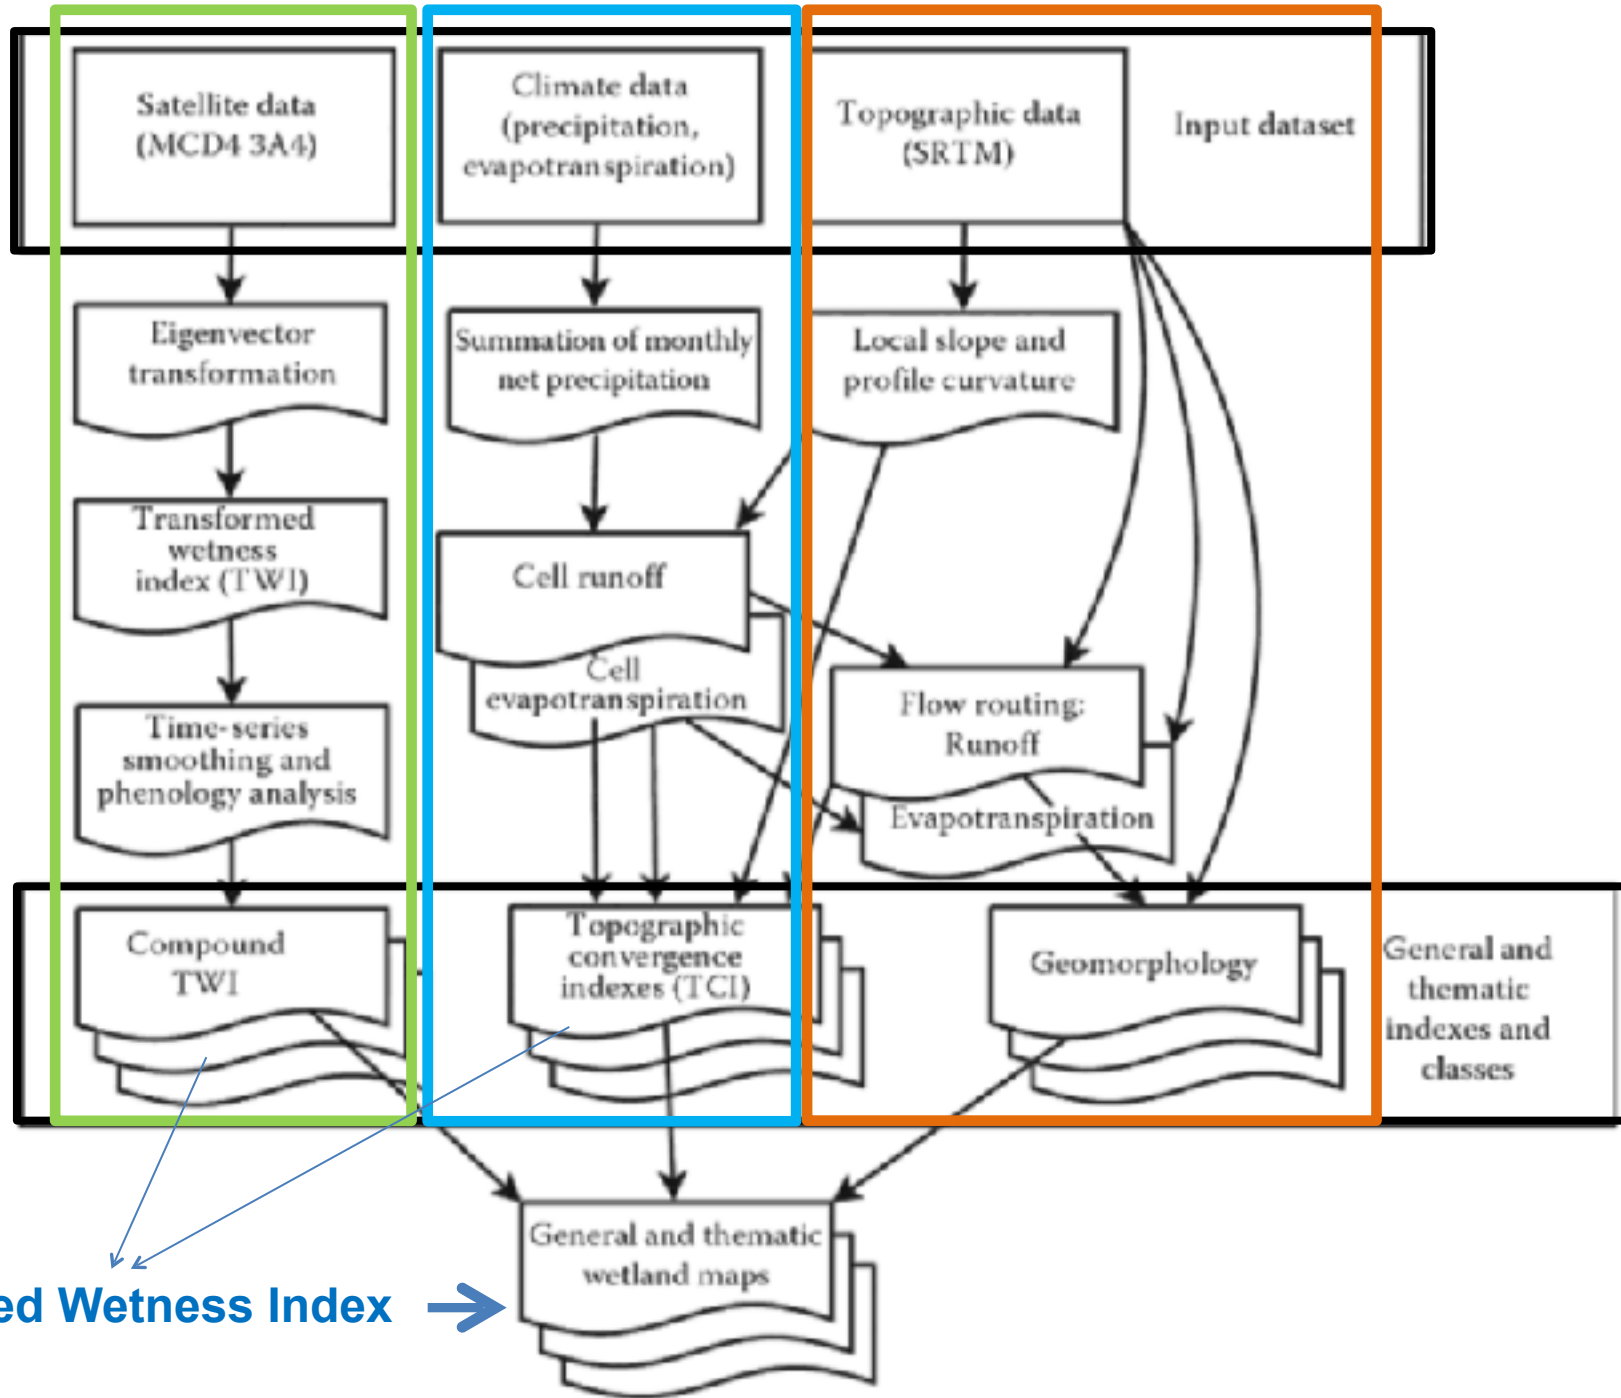 Satellite data
(MCD4 3A4)
Climate data
(precipitation,
evapotranspiration)
Topographic data
(SRTM)
Input dataset
Eigenvector
transformation
Summation of monthly
net precipitation
Local slope and
profile curvature
Transformed
wetness
index (TWI)
Cell runoff
Cell
evapotranspiration
Flow routing:
Runoff
Evapotranspiration
Time-series
smoothing and
phenology analysis
Compound
TWI
Topographic
convergence
indexes (TCI)
Geomorphology
General and
thematic
indexes and
classes
General and thematic
wetland maps
ed Wetness Index